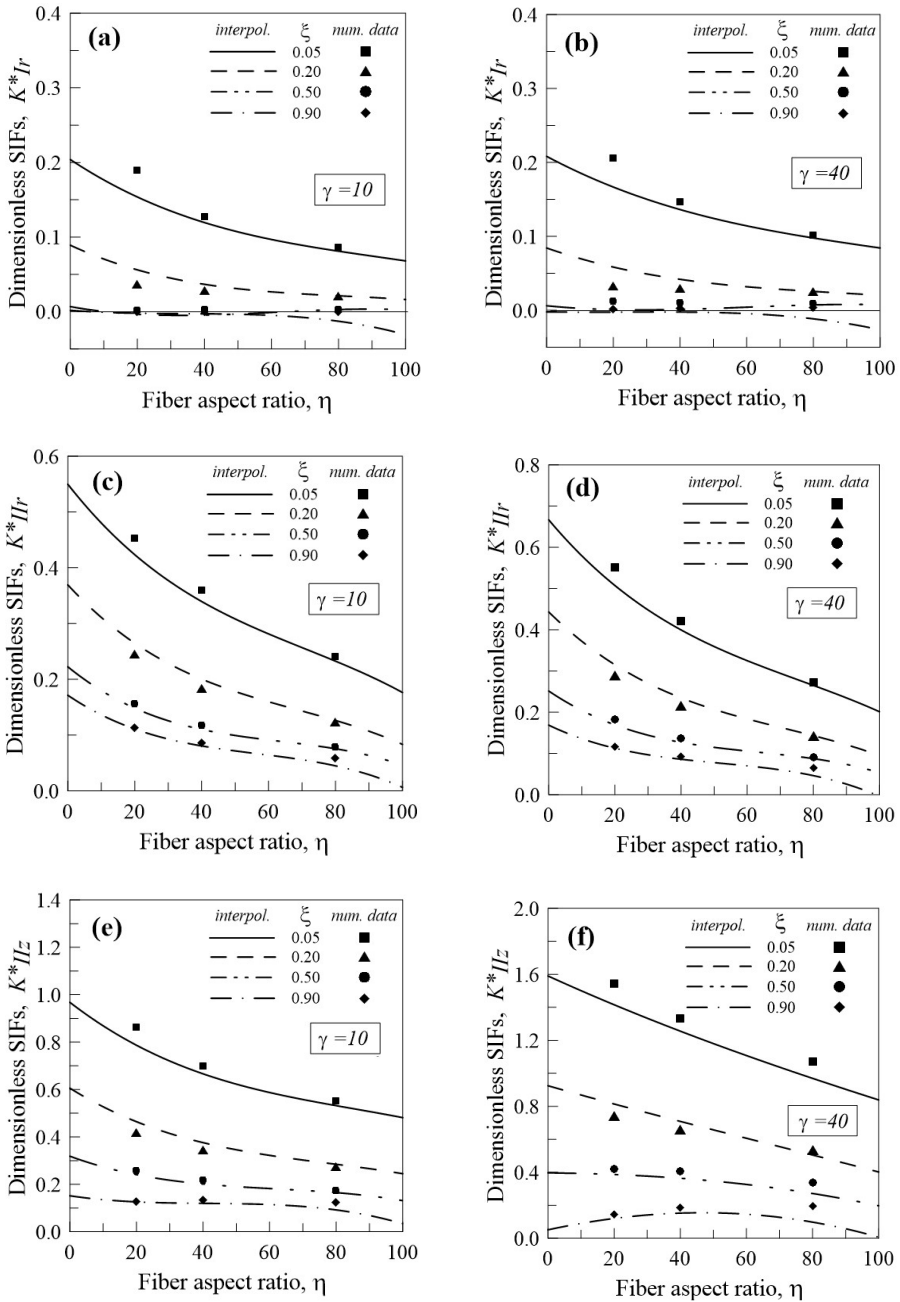 (a)
interpol. ξ num. data
0.05
0.20
0.50
0.90
γ =10
0.4
0.3
0.2
0.1
0.0
Dimensionless SIFs, K*Ir
0 20 40 60 80 100
Fiber aspect ratio, η
(b)
interpol. ξ num. data
0.05
0.20
0.50
0.90
γ =40
0.4
0.3
0.2
0.1
0.0
Dimensionless SIFs, K*Ir
0 20 40 60 80 100
Fiber aspect ratio, η
(c)
interpol. ξ num. data
0.05
0.20
0.50
0.90
γ =10
0.6
0.4
0.2
0.0
Dimensionless SIFs, K*IIr
0 20 40 60 80 100
Fiber aspect ratio, η
(d)
interpol. ξ num. data
0.05
0.20
0.50
0.90
γ =40
0.8
0.6
0.4
0.2
0.0
Dimensionless SIFs, K*IIr
0 20 40 60 80 100
Fiber aspect ratio, η
(e)
interpol. ξ num. data
0.05
0.20
0.50
0.90
γ =10
1.4
1.2
1.0
0.8
0.6
0.4
0.2
0.0
Dimensionless SIFs, K*IIz
0 20 40 60 80 100
Fiber aspect ratio, η
(f)
interpol. ξ num. data
0.05
0.20
0.50
0.90
γ =40
2.0
1.6
1.2
0.8
0.4
0.0
Dimensionless SIFs, K*IIz
0 20 40 60 80 100
Fiber aspect ratio, η